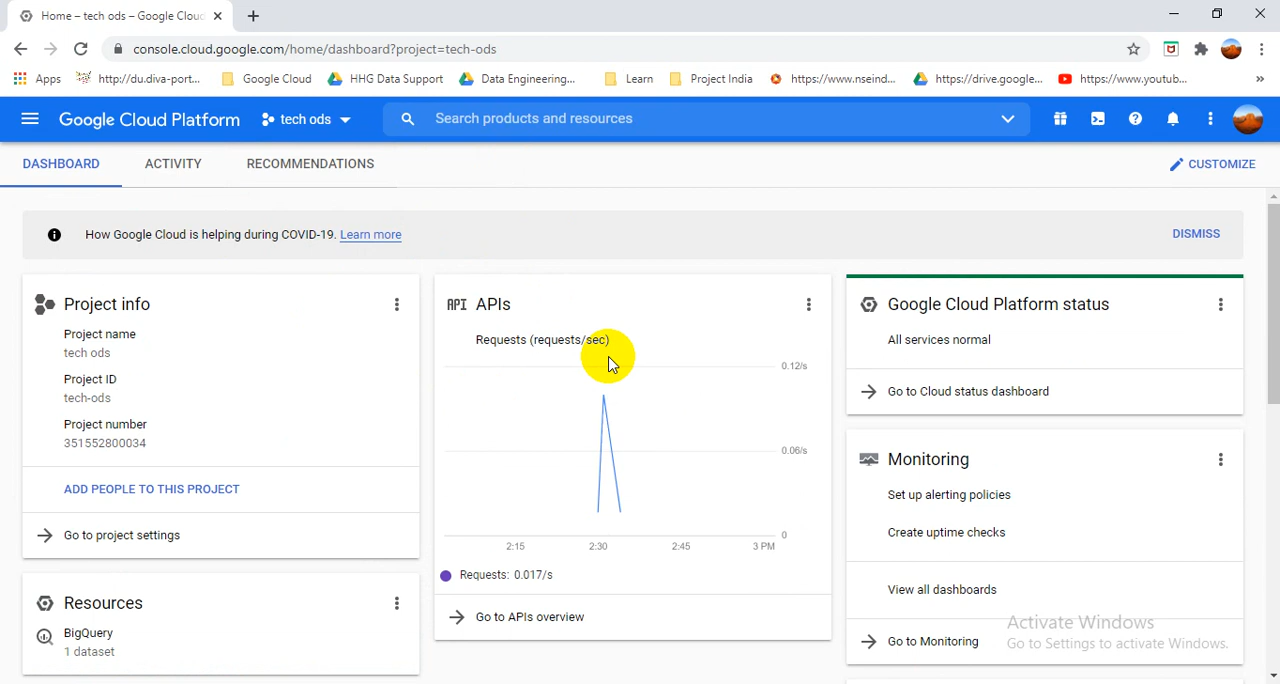 Home – tech ods – Google Clou
console.cloud.google.com/home/dashboard?project=tech-ods
Apps
http://du.diva-port...
Google Cloud
HHG Data Support
Data Engineering...
Learn
Project India
https://www.nseind...
https://drive.google...
https://www.youtub...
»
Google Cloud Platform
tech ods
Search products and resources
DASHBOARD
ACTIVITY
RECOMMENDATIONS
CUSTOMIZE
How Google Cloud is helping during COVID-19. Learn more
DISMISS
Project info
Project name
tech ods
Project ID
tech-ods
Project number
351552800034
ADD PEOPLE TO THIS PROJECT
Go to project settings
Resources
BigQuery
1 dataset
API APIs
Requests (requests/sec)
0.12/s
0.06/s
0
2:15
2:30
2:45
3 PM
Requests: 0.017/s
Go to APIs overview
Google Cloud Platform status
All services normal
Go to Cloud status dashboard
Monitoring
Set up alerting policies
Create uptime checks
View all dashboards
Go to Monitoring
Activate Windows
Go to Settings to activate Windows.